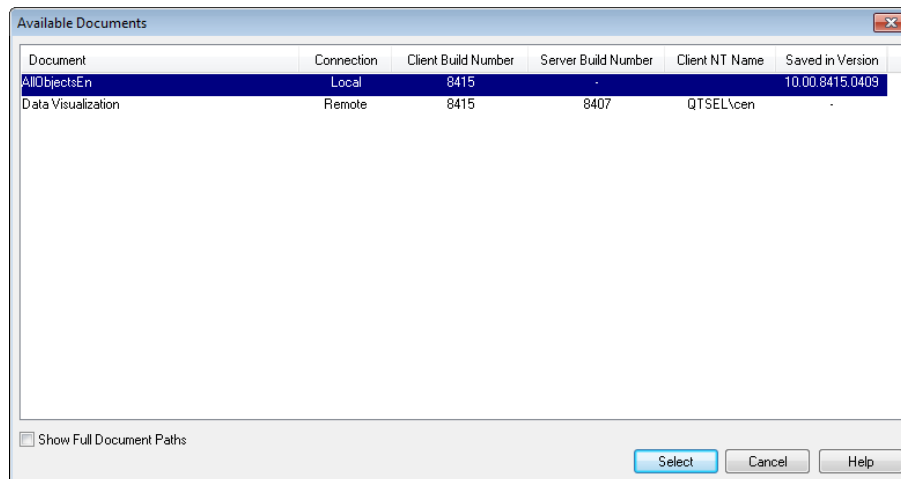 Available Documents
Document Connection Client Build Number Server Build Number Client NT Name Saved in Version
AllObjectsEn Local 8415 - 10.00.8415.0409
Data Visualization Remote 8415 8407 QTSEL\cen -
Show Full Document Paths
Select Cancel Help